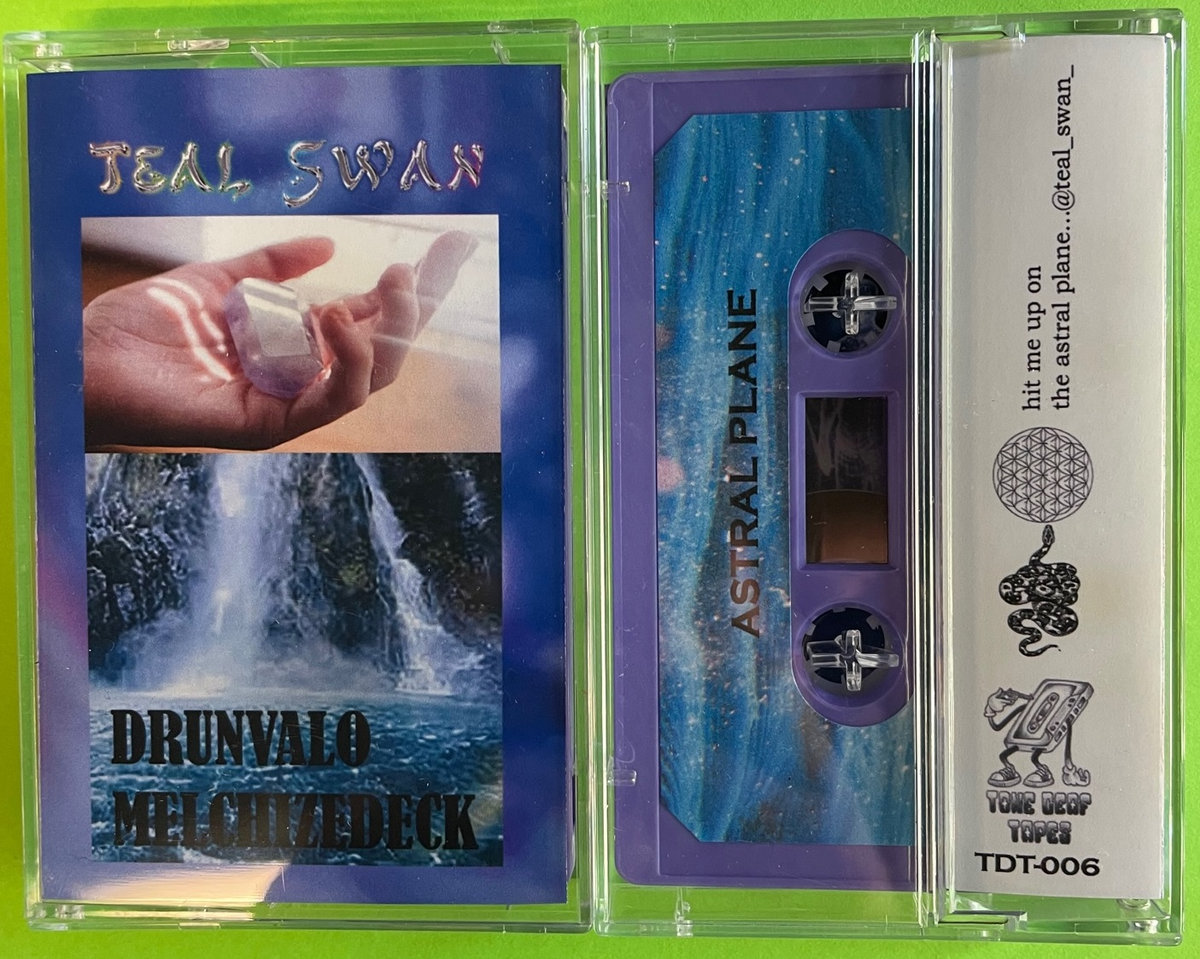 TEAL SWAN
DRUNVALO
MELCHIZEDECK
ASTRAL PLANE
hit me up on
the astral plane...@teal_swan_
TONE DEAF
TAPES
TDT-006